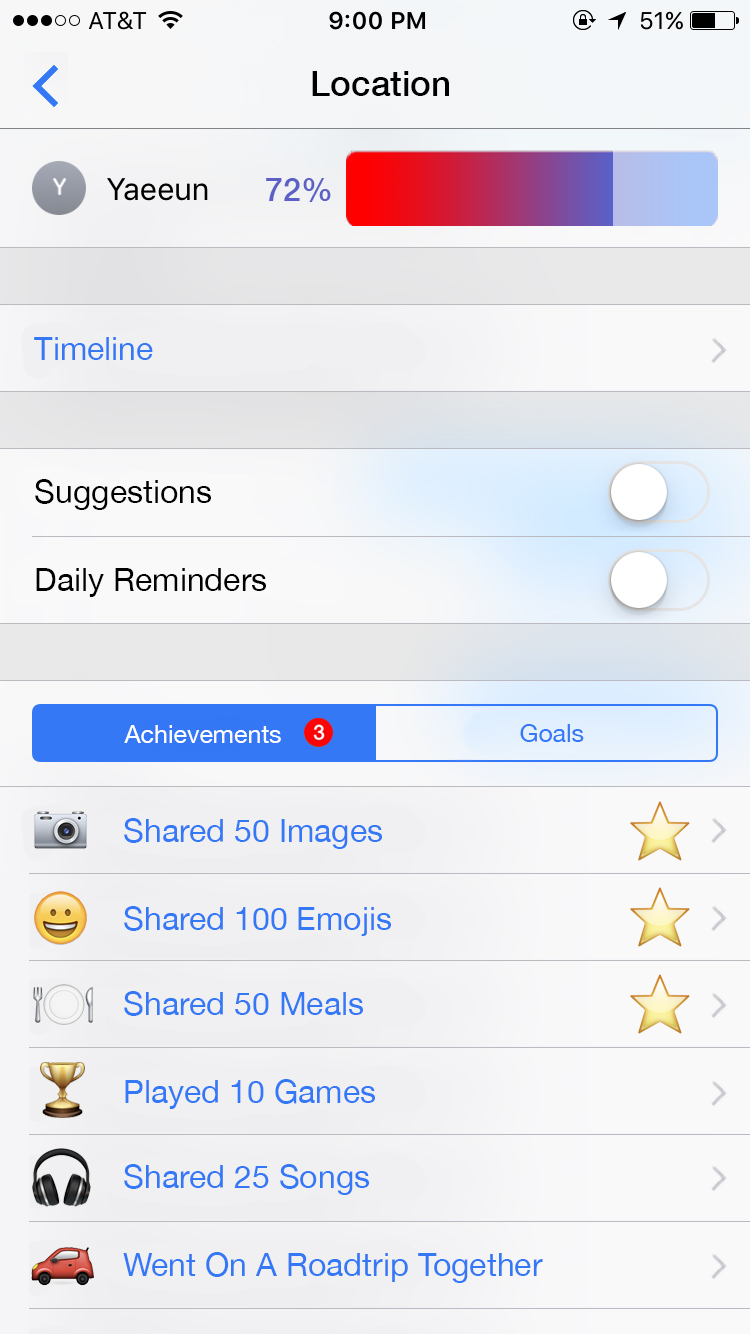 AT&T 9:00 PM 51%
Location
Y Yaeeun 72%
Timeline
Suggestions
Daily Reminders
Achievements 3 Goals
Shared 50 Images
Shared 100 Emojis
Shared 50 Meals
Played 10 Games
Shared 25 Songs
Went On A Roadtrip Together